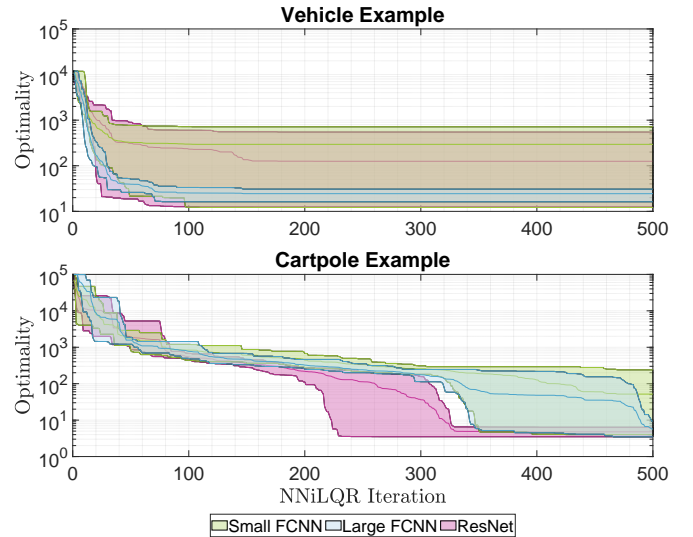 Vehicle Example
Optimality
10^5
10^4
10^3
10^2
10^1
0 100 200 300 400 500
Cartpole Example
Optimality
10^5
10^4
10^3
10^2
10^1
10^0
0 100 200 300 400 500
NNiLQR Iteration
Small FCNN Large FCNN ResNet